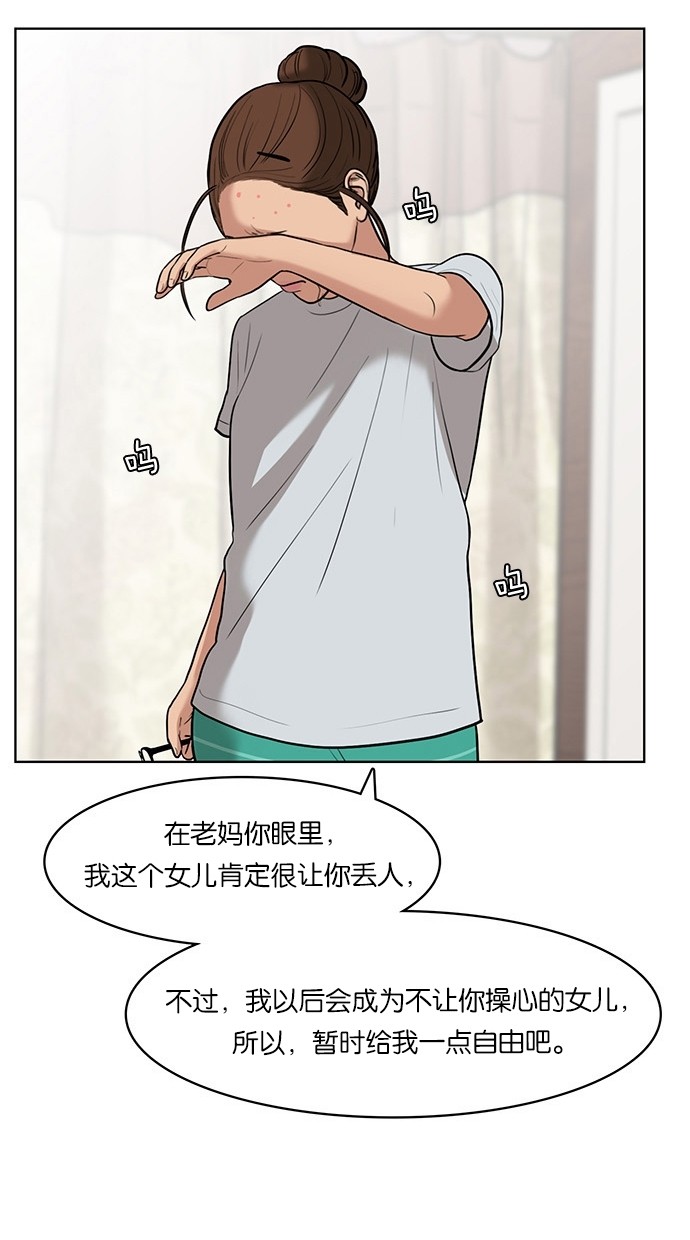 呜
呜
呜
在老妈你眼里，
我这个女儿肯定很让你丢人，
不过，我以后会成为不让你操心的女儿，
所以，暂时给我一点自由吧。